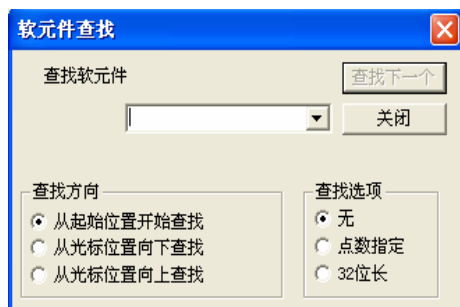 软元件查找
查找软元件
查找下一个
关闭
查找方向
从起始位置开始查找
从光标位置向下查找
从光标位置向上查找
查找选项
无
点数指定
32位长